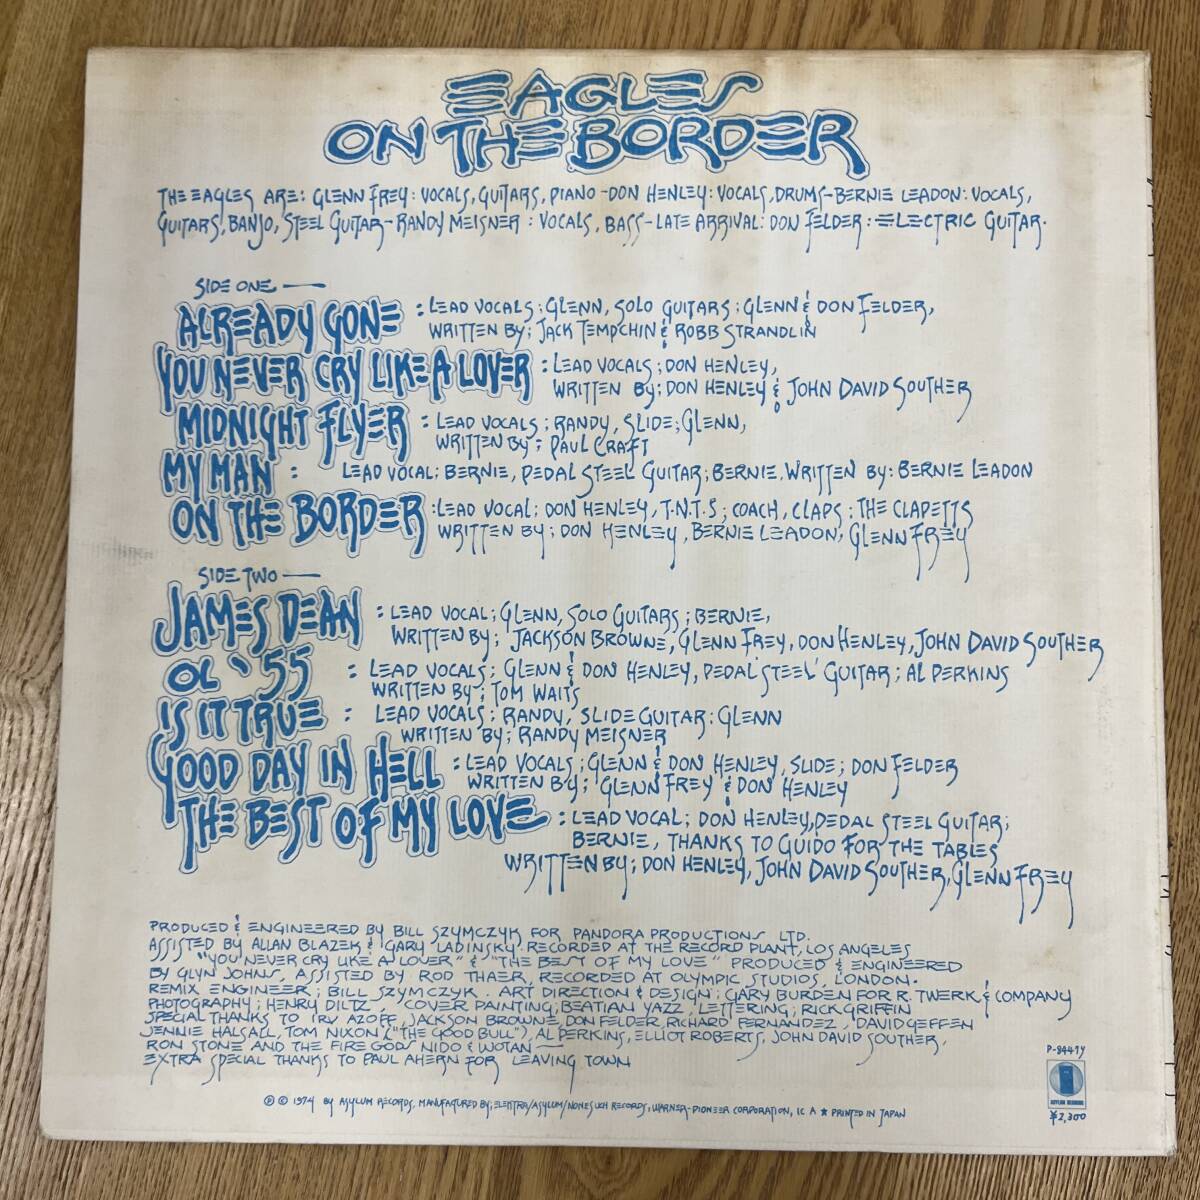 EAGLES
ON THE BORDER
THE EAGLES ARE: GLENN FREY: VOCALS, GUITARS, PIANO - DON HENLEY: VOCALS, DRUMS - BERNIE LEADON: VOCALS,
GUITARS, BANJO, STEEL GUITAR - RANDY MEISNER: VOCALS, BASS - LATE ARRIVAL: DON FELDER: ELECTRIC GUITAR.
SIDE ONE —
ALREADY GONE : LEAD VOCALS; GLENN, SOLO GUITARS; GLENN & DON FELDER,
WRITTEN BY; JACK TEMPCHIN & ROBB STRANDLIN
YOU NEVER CRY LIKE A LOVER : LEAD VOCALS; DON HENLEY,
WRITTEN BY; DON HENLEY & JOHN DAVID SOUTHER
MIDNIGHT FLYER : LEAD VOCALS; RANDY, SLIDE; GLENN,
WRITTEN BY; PAUL CRAFT
MY MAN : LEAD VOCAL; BERNIE, PEDAL STEEL GUITAR; BERNIE. WRITTEN BY: BERNIE LEADON
ON THE BORDER : LEAD VOCAL; DON HENLEY, T.N.T.S; COACH, CLAPS; THE CLAPETTS
WRITTEN BY; DON HENLEY, BERNIE LEADON, GLENN FREY
SIDE TWO —
JAMES DEAN : LEAD VOCAL; GLENN, SOLO GUITARS; BERNIE,
WRITTEN BY; JACKSON BROWNE, GLENN FREY, DON HENLEY, JOHN DAVID SOUTHER
OL '55 : LEAD VOCALS; GLENN & DON HENLEY, PEDAL STEEL GUITAR; AL PERKINS
WRITTEN BY; TOM WAITS
IS IT TRUE : LEAD VOCALS; RANDY, SLIDE GUITAR: GLENN
WRITTEN BY; RANDY MEISNER
GOOD DAY IN HELL : LEAD VOCALS; GLENN & DON HENLEY, SLIDE; DON FELDER
WRITTEN BY; GLENN FREY & DON HENLEY
THE BEST OF MY LOVE : LEAD VOCAL; DON HENLEY, PEDAL STEEL GUITAR;
BERNIE, THANKS TO GUIDO FOR THE TABLES
WRITTEN BY; DON HENLEY, JOHN DAVID SOUTHER, GLENN FREY
PRODUCED & ENGINEERED BY BILL SZYMCZYK FOR PANDORA PRODUCTIONS LTD.
ASSISTED BY ALLAN BLAZEK & GARY LADINSKY. RECORDED AT THE RECORD PLANT, LOS ANGELES
"YOU NEVER CRY LIKE A LOVER" & "THE BEST OF MY LOVE" PRODUCED & ENGINEERED
BY GLYN JOHNS, ASSISTED BY ROD THAER, RECORDED AT OLYMPIC STUDIOS, LONDON.
REMIX ENGINEER; BILL SZYMCZYK. ART DIRECTION & DESIGN; GARY BURDEN FOR R. TWERK & COMPANY
PHOTOGRAPHY; HENRY DILTZ. COVER PAINTING; BEATIAN YAZZ; LETTERING; RICK GRIFFIN
SPECIAL THANKS TO IRV AZOFF, JACKSON BROWNE, DON FELDER, RICHARD FERNANDEZ, DAVID GEFFEN
JENNIE HALSALL, TOM NIXON ("THE GOOD BULL"), AL PERKINS, ELLIOT ROBERTS, JOHN DAVID SOUTHER,
RON STONE AND THE FIRE GODS NIDO & WOTAN —
EXTRA SPECIAL THANKS TO PAUL AHERN FOR LEAVING TOWN
P-8447Y
ASYLUM RECORDS
¥2,300
Ⓟ © 1974 BY ASYLUM RECORDS, MANUFACTURED BY; ELEKTRA/ASYLUM/NONESUCH RECORDS, WARNER-PIONEER CORPORATION, IC A ★ PRINTED IN JAPAN